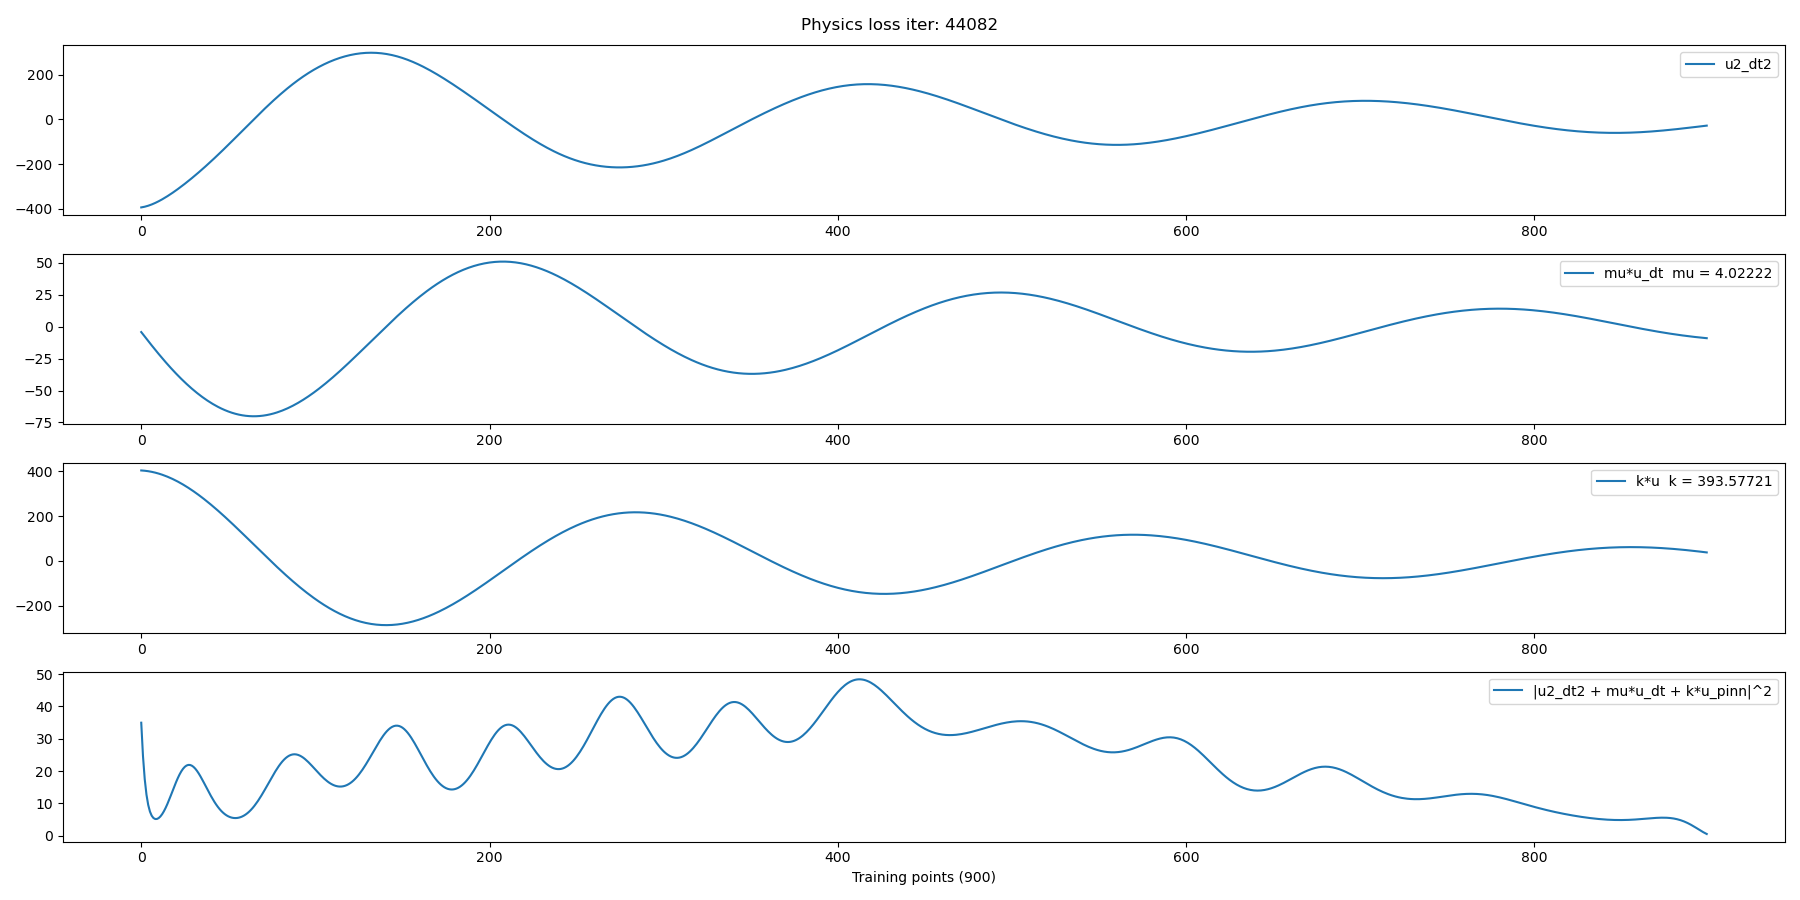 Physics loss iter: 44082
200
0
−200
−400
u2_dt2
0 200 400 600 800
50
25
0
−25
−50
−75
mu*u_dt  mu = 4.02222
0 200 400 600 800
400
200
0
−200
k*u  k = 393.57721
0 200 400 600 800
50
40
30
20
10
0
|u2_dt2 + mu*u_dt + k*u_pinn|^2
0 200 400 600 800
Training points (900)